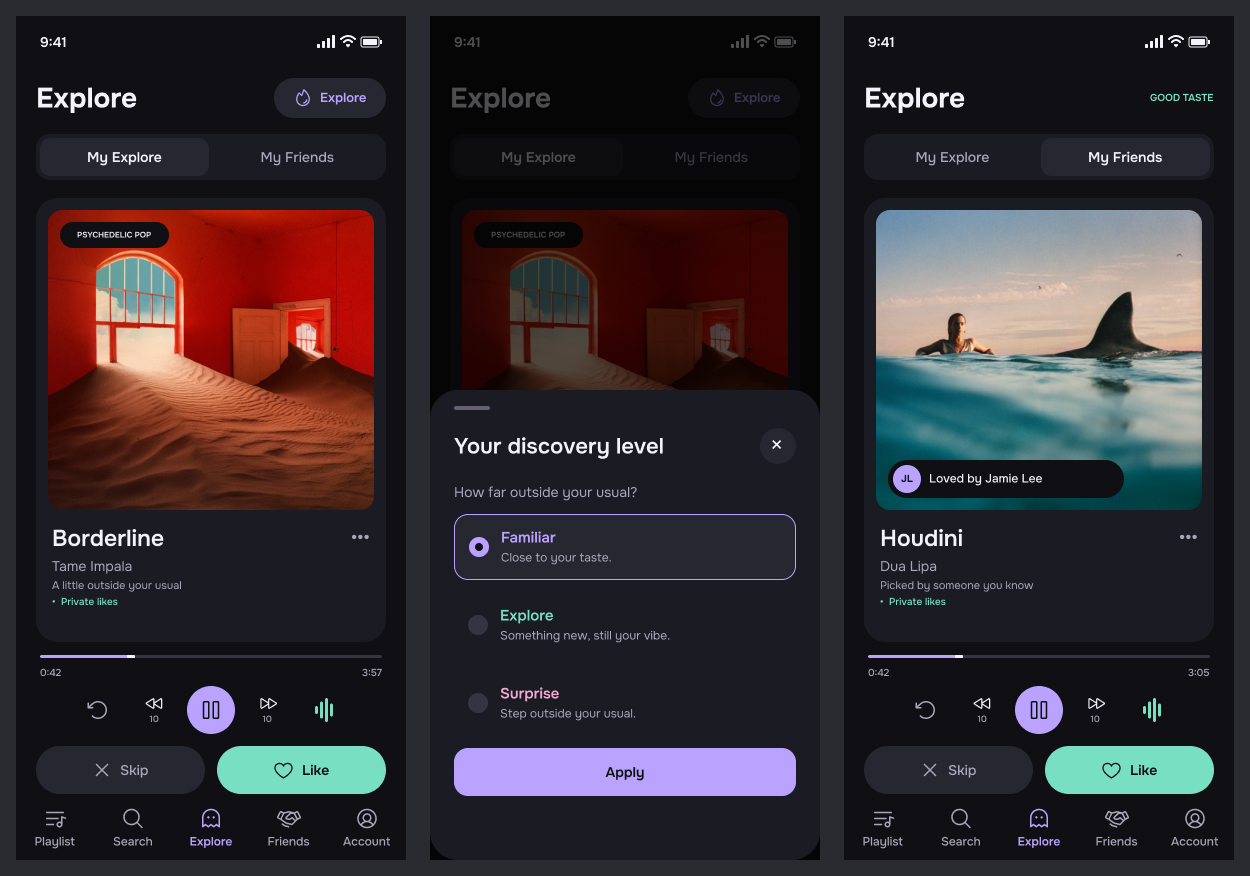 9:41
Explore
Explore
My Explore
My Friends
PSYCHEDELIC POP
Borderline
Tame Impala
A little outside your usual
• Private likes
0:42
3:57
10
10
Skip
Like
Playlist
Search
Explore
Friends
Account
9:41
Explore
Explore
My Explore
My Friends
PSYCHEDELIC POP
Your discovery level
How far outside your usual?
Familiar
Close to your taste.
Explore
Something new, still your vibe.
Surprise
Step outside your usual.
Apply
9:41
Explore
GOOD TASTE
My Explore
My Friends
JL
Loved by Jamie Lee
Houdini
Dua Lipa
Picked by someone you know
• Private likes
0:42
3:05
10
10
Skip
Like
Playlist
Search
Explore
Friends
Account